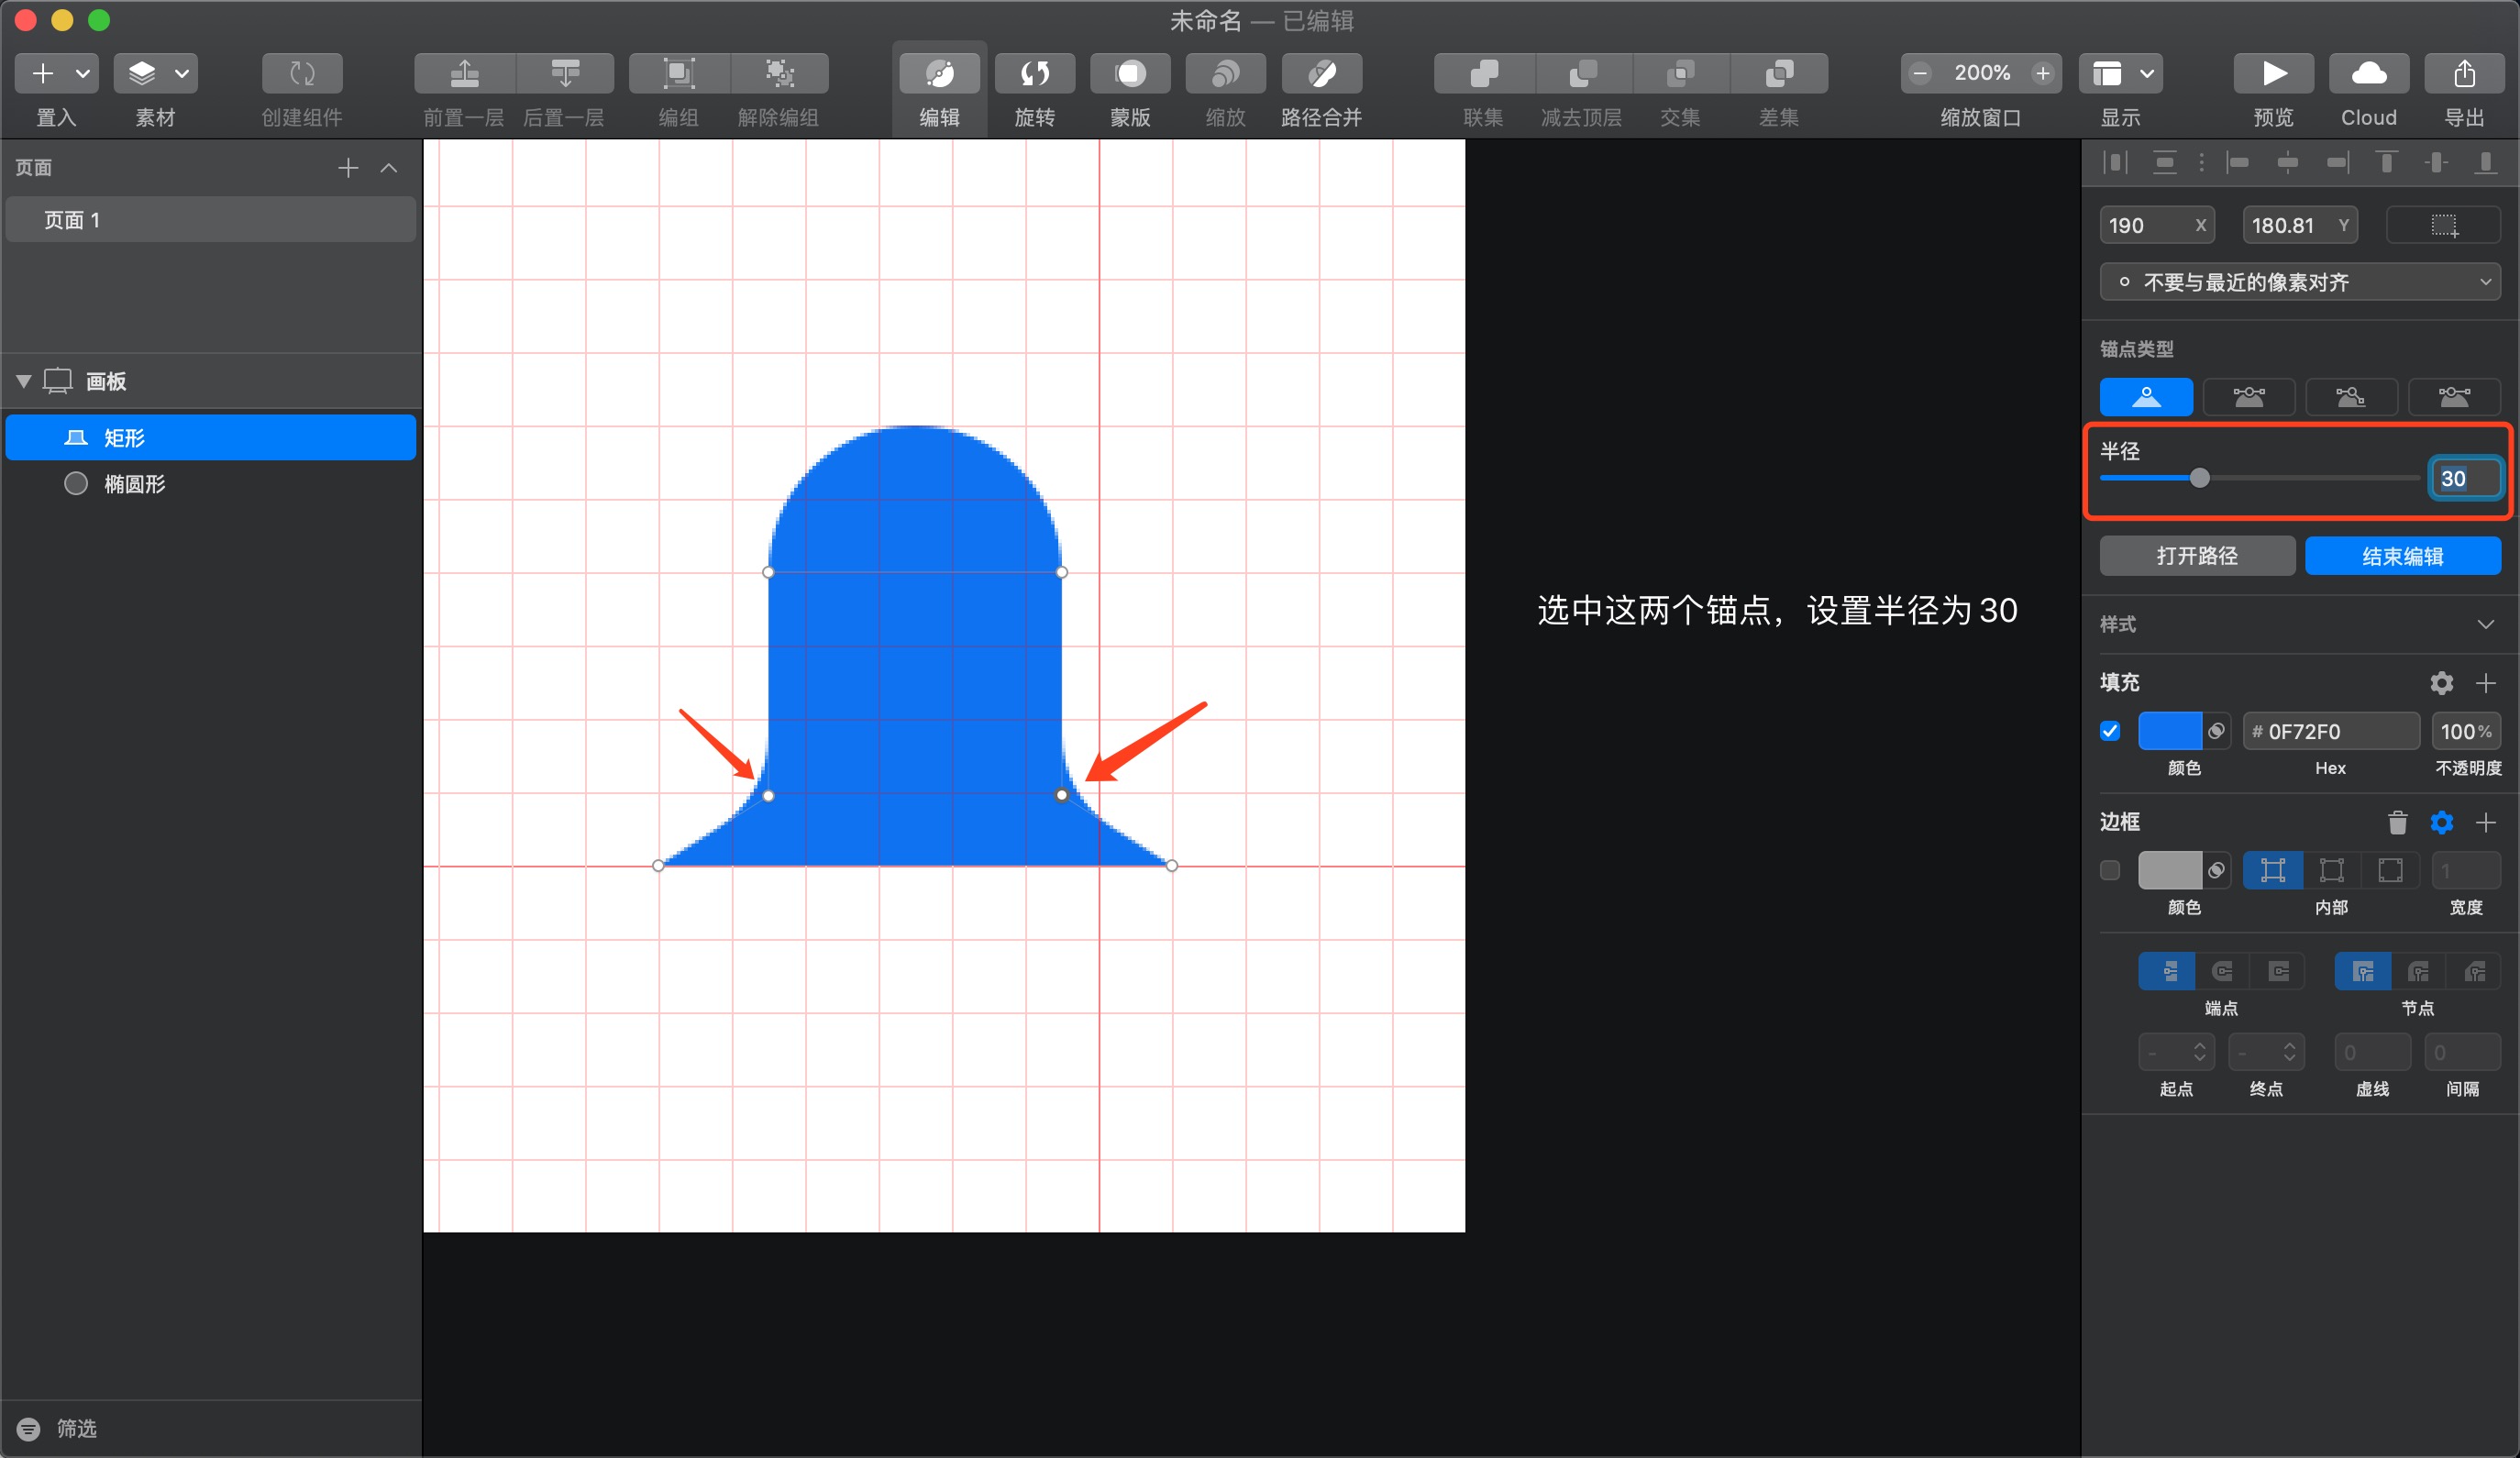 未命名 — 已编辑
置入
素材
创建组件
前置一层
后置一层
编组
解除编组
编辑
旋转
蒙版
缩放
路径合并
联集
减去顶层
交集
差集
200%
缩放窗口
显示
预览
Cloud
导出
页面
页面 1
画板
矩形
椭圆形
筛选
选中这两个锚点，设置半径为 30
190 X
180.81 Y
不要与最近的像素对齐
锚点类型
半径
30
打开路径
结束编辑
样式
填充
# 0F72F0
100%
颜色
Hex
不透明度
边框
1
颜色
内部
宽度
端点
节点
-
-
0
0
起点
终点
虚线
间隔